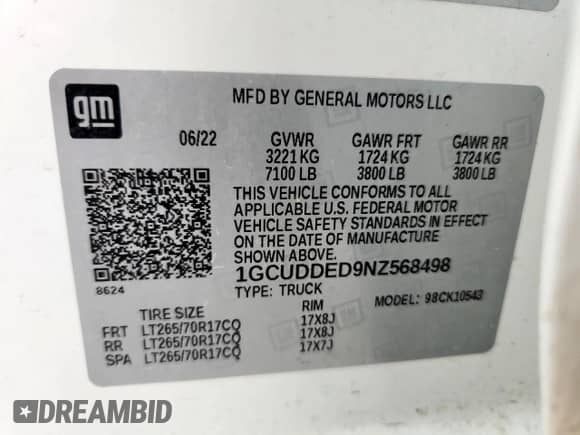 gm
MFD BY GENERAL MOTORS LLC
06/22 GVWR GAWR FRT GAWR RR
3221 KG 1724 KG 1724 KG
7100 LB 3800 LB 3800 LB
THIS VEHICLE CONFORMS TO ALL
APPLICABLE U.S. FEDERAL MOTOR
VEHICLE SAFETY STANDARDS IN EFFECT
ON THE DATE OF MANUFACTURE
SHOWN ABOVE.
8624
1GCUDDED9NZ568498
TYPE: TRUCK MODEL: 98CK10543
TIRE SIZE RIM
FRT LT265/70R17CQ 17X8J
RR LT265/70R17CQ 17X8J
SPA LT265/70R17CQ 17X7J
DREAMBID